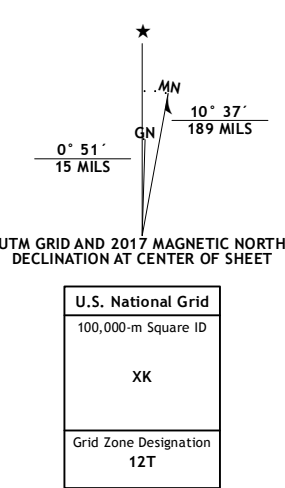 ★
MN
GN
10° 37´
189 MILS
0° 51´
15 MILS
UTM GRID AND 2017 MAGNETIC NORTH
DECLINATION AT CENTER OF SHEET
U.S. National Grid
100,000-m Square ID
XK
Grid Zone Designation
12T